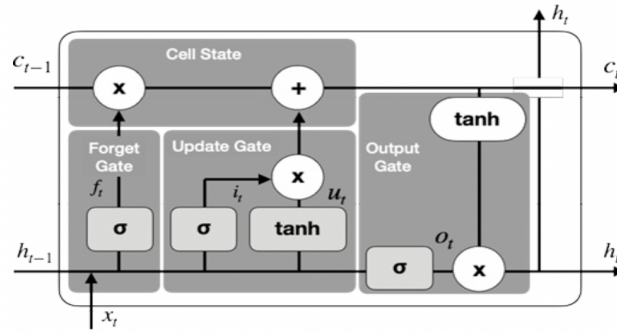 h_t
Cell State
c_{t-1}
x
+
c_t
tanh
Forget
Gate
Update Gate
Output
Gate
x
f_t
i_t
u_t
σ
σ
tanh
o_t
h_{t-1}
σ
x
h_t
x_t